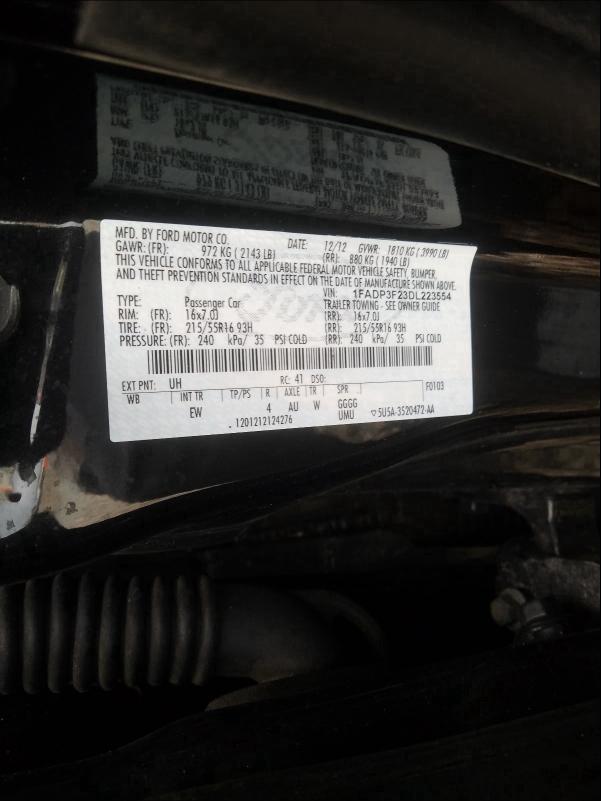 MFD. BY FORD MOTOR CO. DATE: 12/12 GVWR: 1810 KG ( 3990 LB)
GAWR: (FR): 972 KG ( 2143 LB) (RR): 880 KG ( 1940 LB)
THIS VEHICLE CONFORMS TO ALL APPLICABLE FEDERAL MOTOR VEHICLE SAFETY, BUMPER,
AND THEFT PREVENTION STANDARDS IN EFFECT ON THE DATE OF MANUFACTURE SHOWN ABOVE.
VIN: 1FADP3F23DL223554
TYPE: Passenger Car TRAILER TOWING - SEE OWNER GUIDE
RIM: (FR): 16x7.0J (RR): 16x7.0J
TIRE: (FR): 215/55R16 93H (RR): 215/55R16 93H
PRESSURE: (FR): 240 kPa/ 35 PSI COLD (RR): 240 kPa/ 35 PSI COLD
EXT PNT: UH RC: 41 DSO: F0103
WB INT TR TP/PS R AXLE TR SPR
EW 4 AU W GGGG
UMU ▽ 5U5A-3520472-AA
. 1201212124276